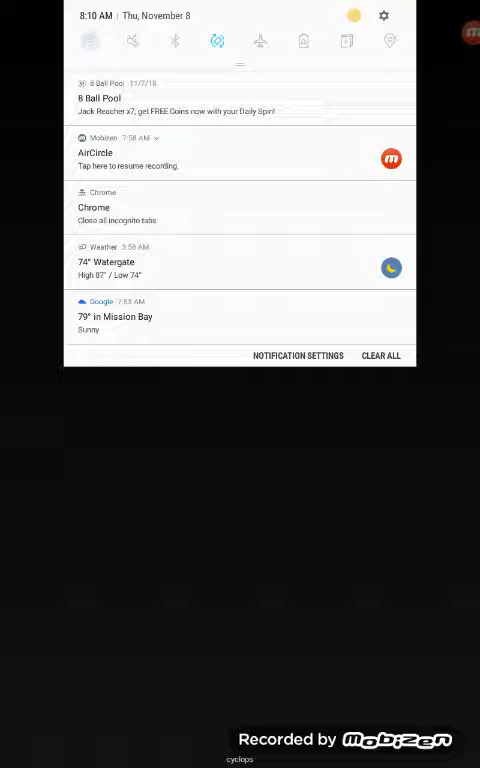 8:10 AM | Thu, November 8
8 Ball Pool 11/7/18
8 Ball Pool
Jack Reacher x7, get FREE Coins now with your Daily Spin!
Mobizen 7:58 AM
AirCircle
Tap here to resume recording.
m
Chrome
Chrome
Close all incognito tabs
Weather 3:58 AM
74° Watergate
High 87° / Low 74°
Google 7:53 AM
79° in Mission Bay
Sunny
NOTIFICATION SETTINGS CLEAR ALL
Recorded by Mobizen
cyclops